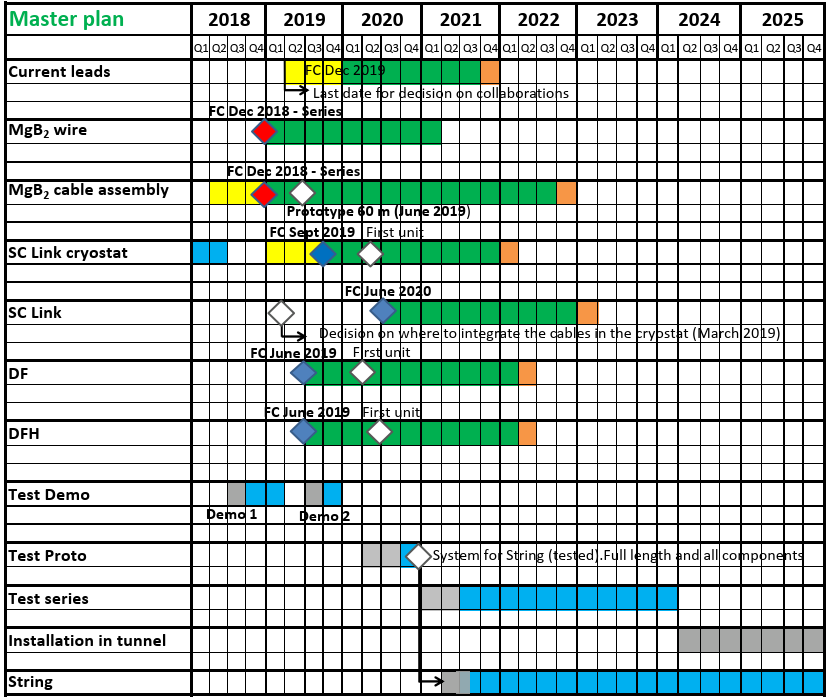 Master plan 2018 2019 2020 2021 2022 2023 2024 2025
Q1 Q2 Q3 Q4 Q1 Q2 Q3 Q4 Q1 Q2 Q3 Q4 Q1 Q2 Q3 Q4 Q1 Q2 Q3 Q4 Q1 Q2 Q3 Q4 Q1 Q2 Q3 Q4 Q1 Q2 Q3 Q4
Current leads FC Dec 2019
Last date for decision on collaborations
FC Dec 2018 - Series
MgB2 wire
FC Dec 2018 - Series
MgB2 cable assembly
Prototype 60 m (June 2019)
FC Sept 2019 First unit
SC Link cryostat
FC June 2020
SC Link
Decision on where to integrate the cables in the cryostat (March 2019)
FC June 2019 First unit
DF
FC June 2019 First unit
DFH
Test Demo
Demo 1 Demo 2
Test Proto System for String (tested).Full length and all components
Test series
Installation in tunnel
String